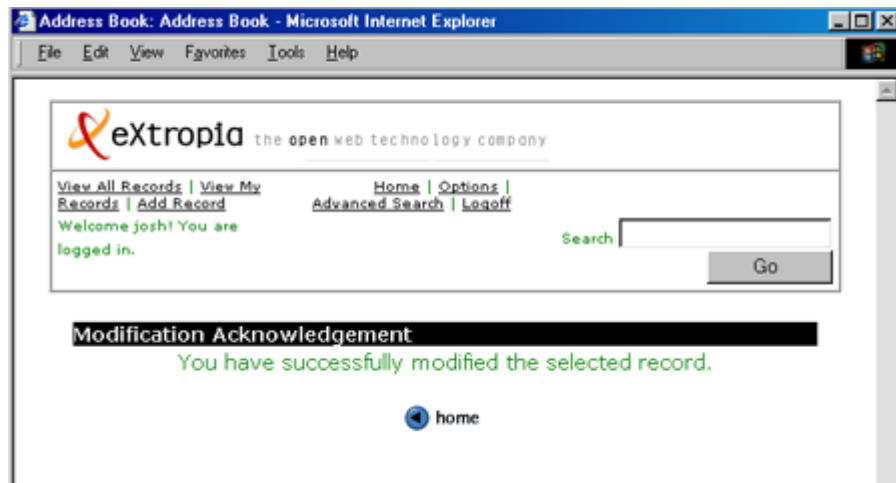 Address Book: Address Book - Microsoft Internet Explorer
File Edit View Favorites Tools Help
eXtropia the open web technology company
View All Records | View My
Records | Add Record
Home | Options |
Advanced Search | Logoff
Welcome josh! You are
logged in.
Search
Go
Modification Acknowledgement
You have successfully modified the selected record.
home